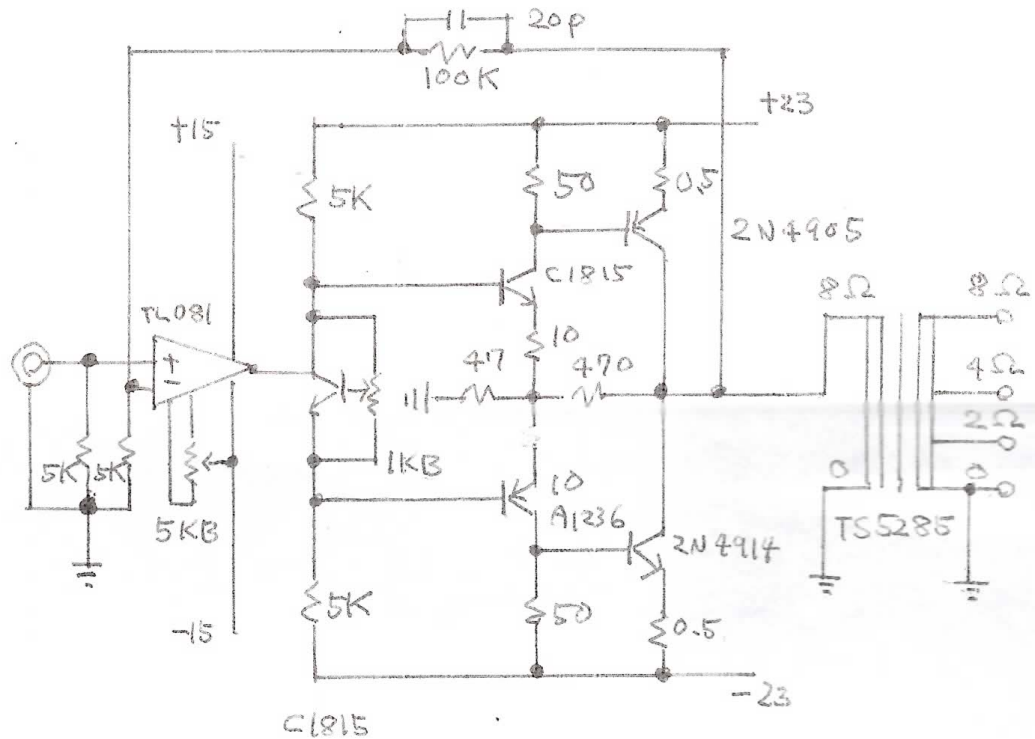 20p
100K
+23
+15
5K
50
0.5
2N4905
C1815
8Ω
8Ω
TL081
10
+
47
470
4Ω
-
2Ω
5K
5K
1KB
10
0
0
A1236
TS5285
5KB
2N4914
5K
50
0.5
-15
-23
C1815